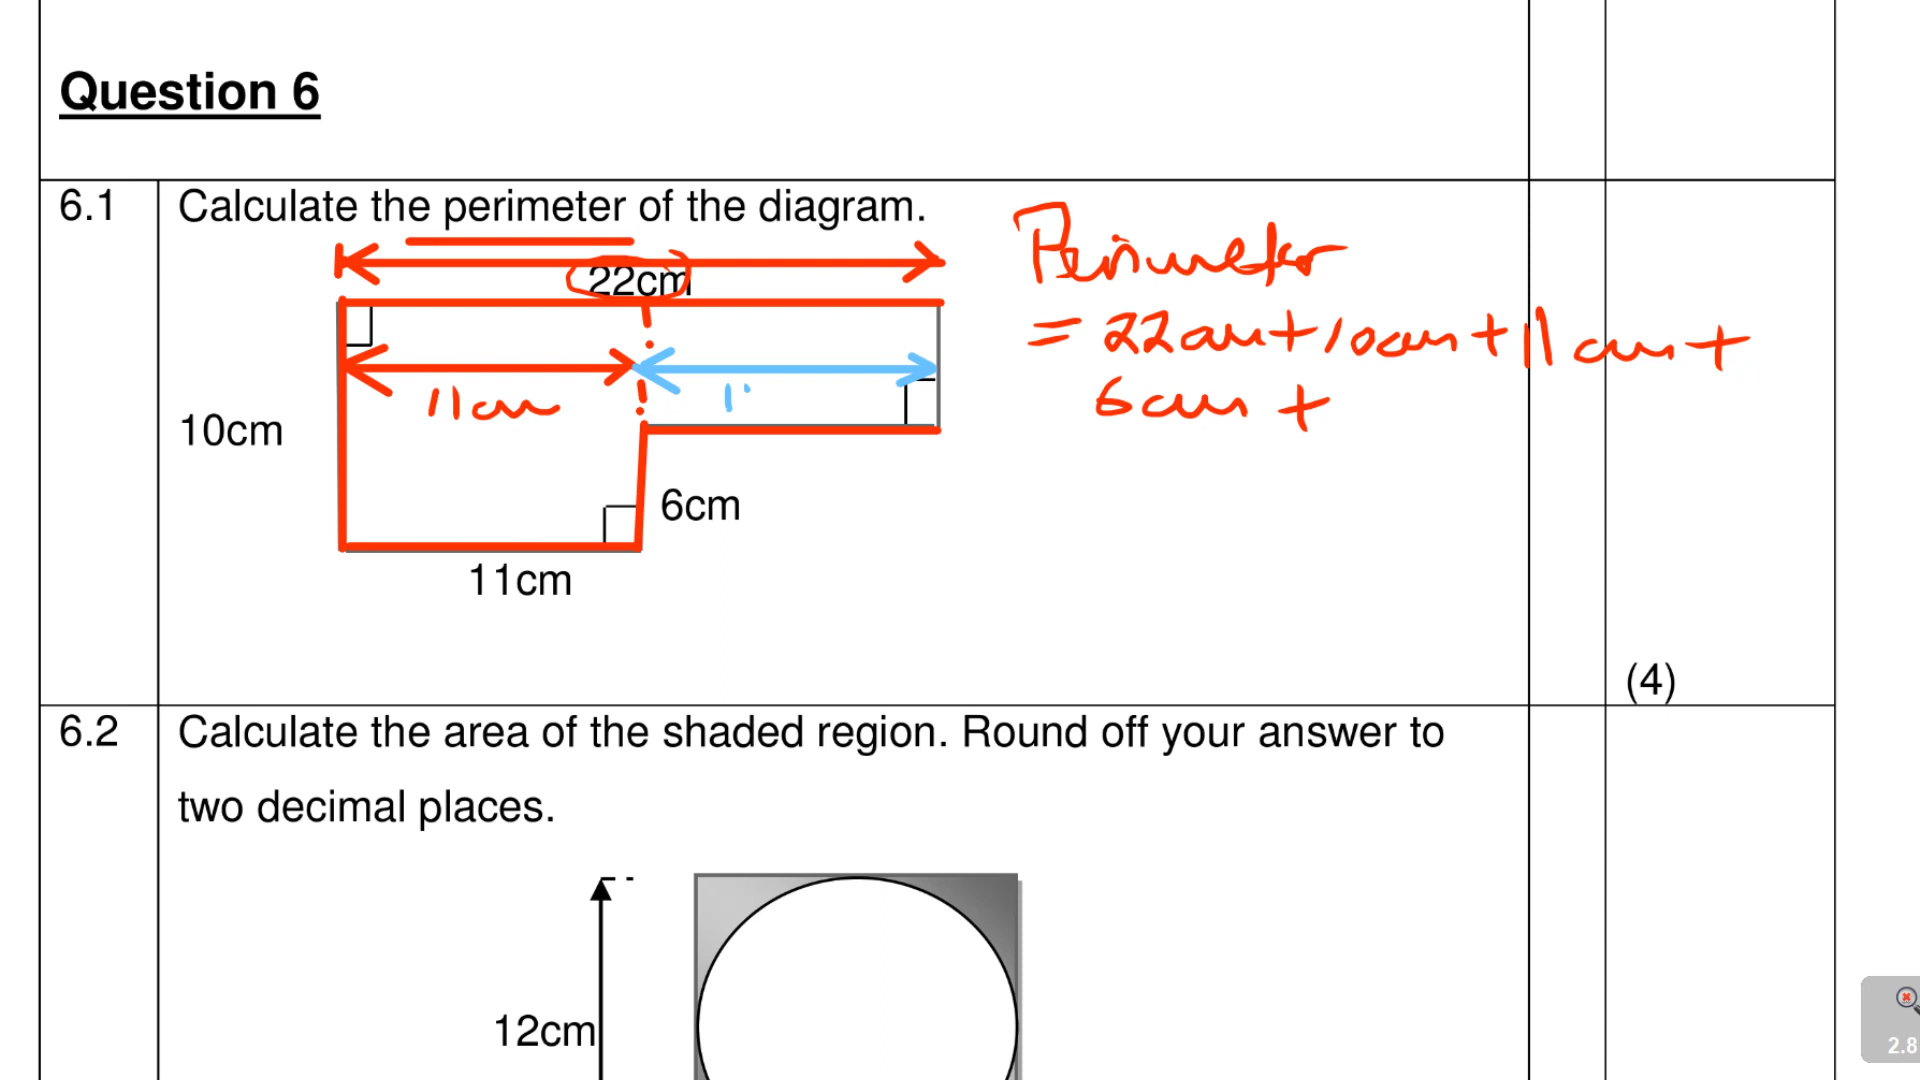 Question 6
6.1
Calculate the perimeter of the diagram.
22cm
11cm
10cm
6cm
11cm
Perimeter
= 22cm + 10cm + 11cm +
6cm +
(4)
6.2
Calculate the area of the shaded region. Round off your answer to
two decimal places.
12cm
2.8